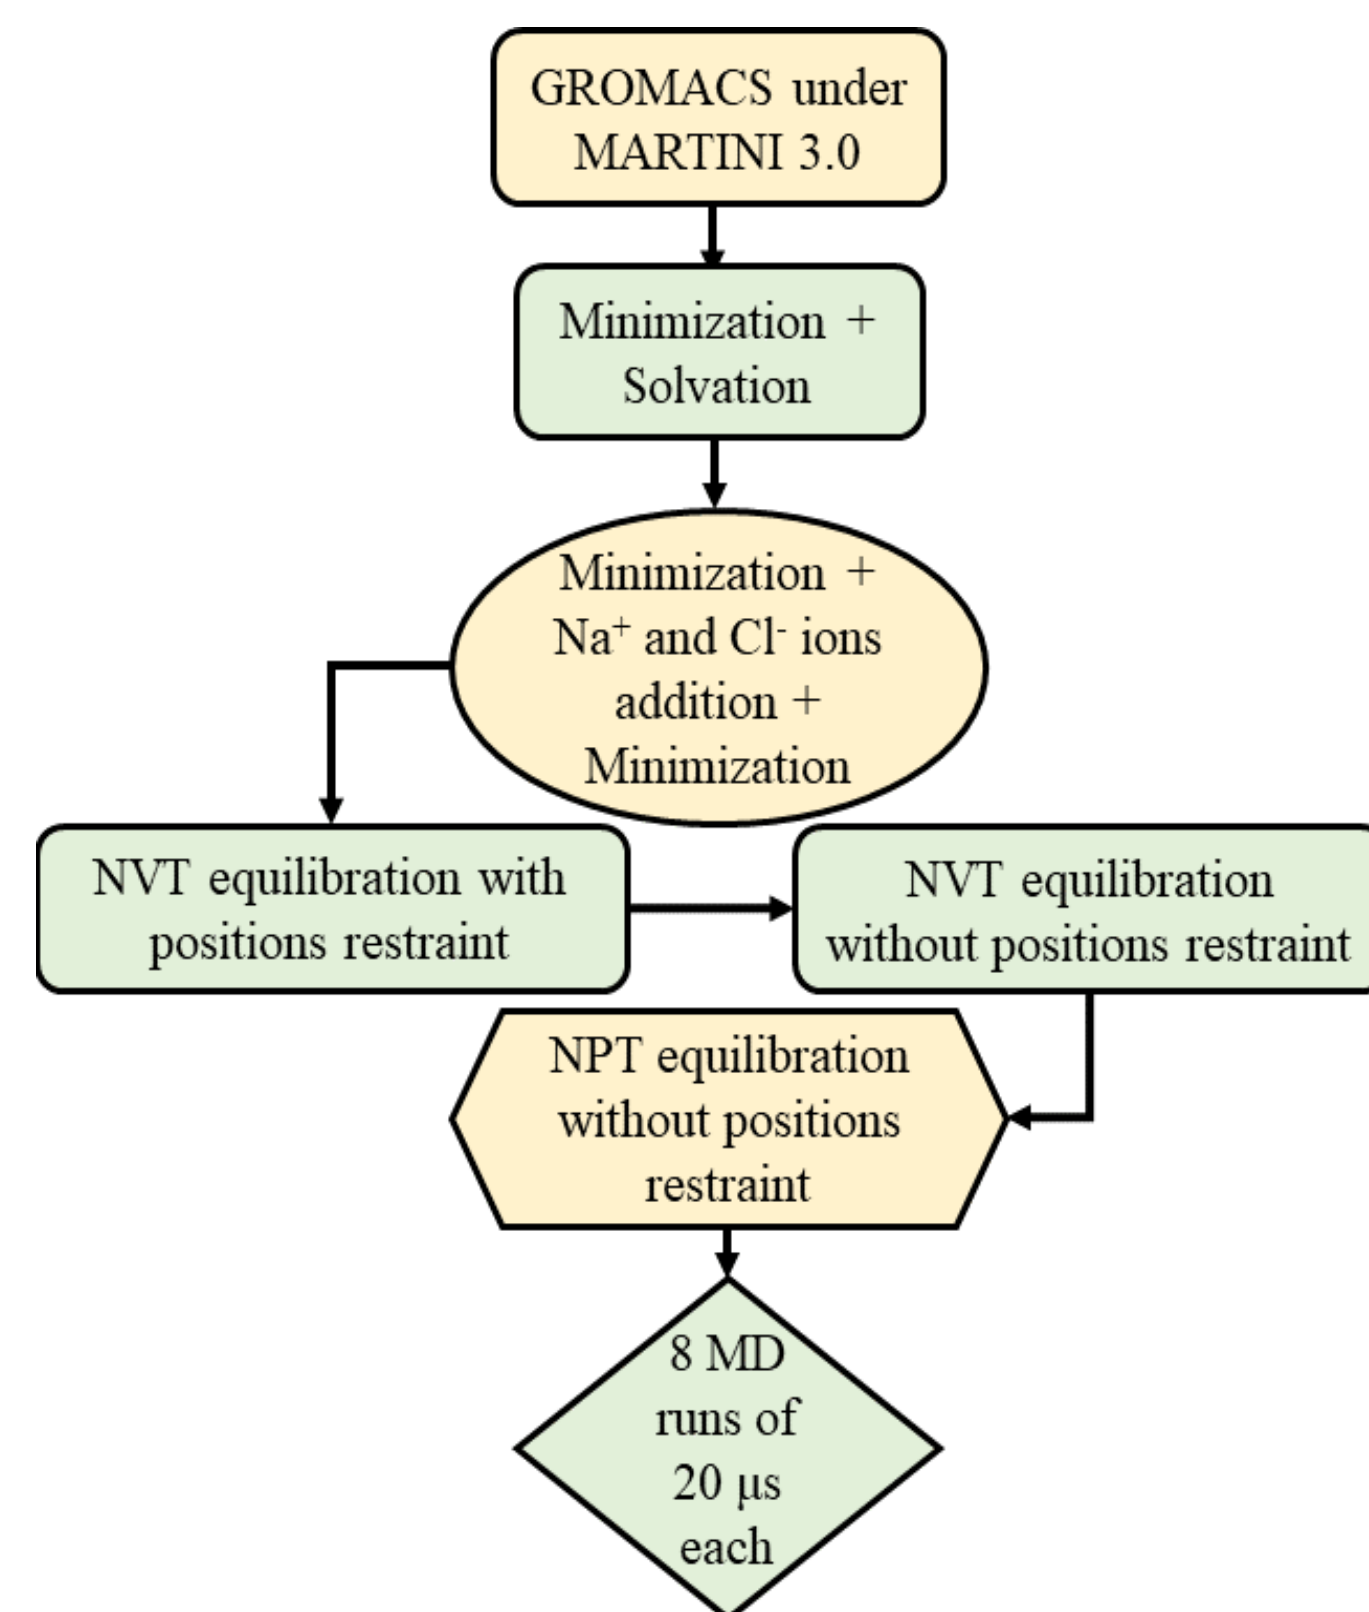 GROMACS under
MARTINI 3.0
Minimization +
Solvation
Minimization +
Na⁺ and Cl⁻ ions
addition +
Minimization
NVT equilibration with
positions restraint
NVT equilibration
without positions restraint
NPT equilibration
without positions
restraint
8 MD
runs of
20 μs
each